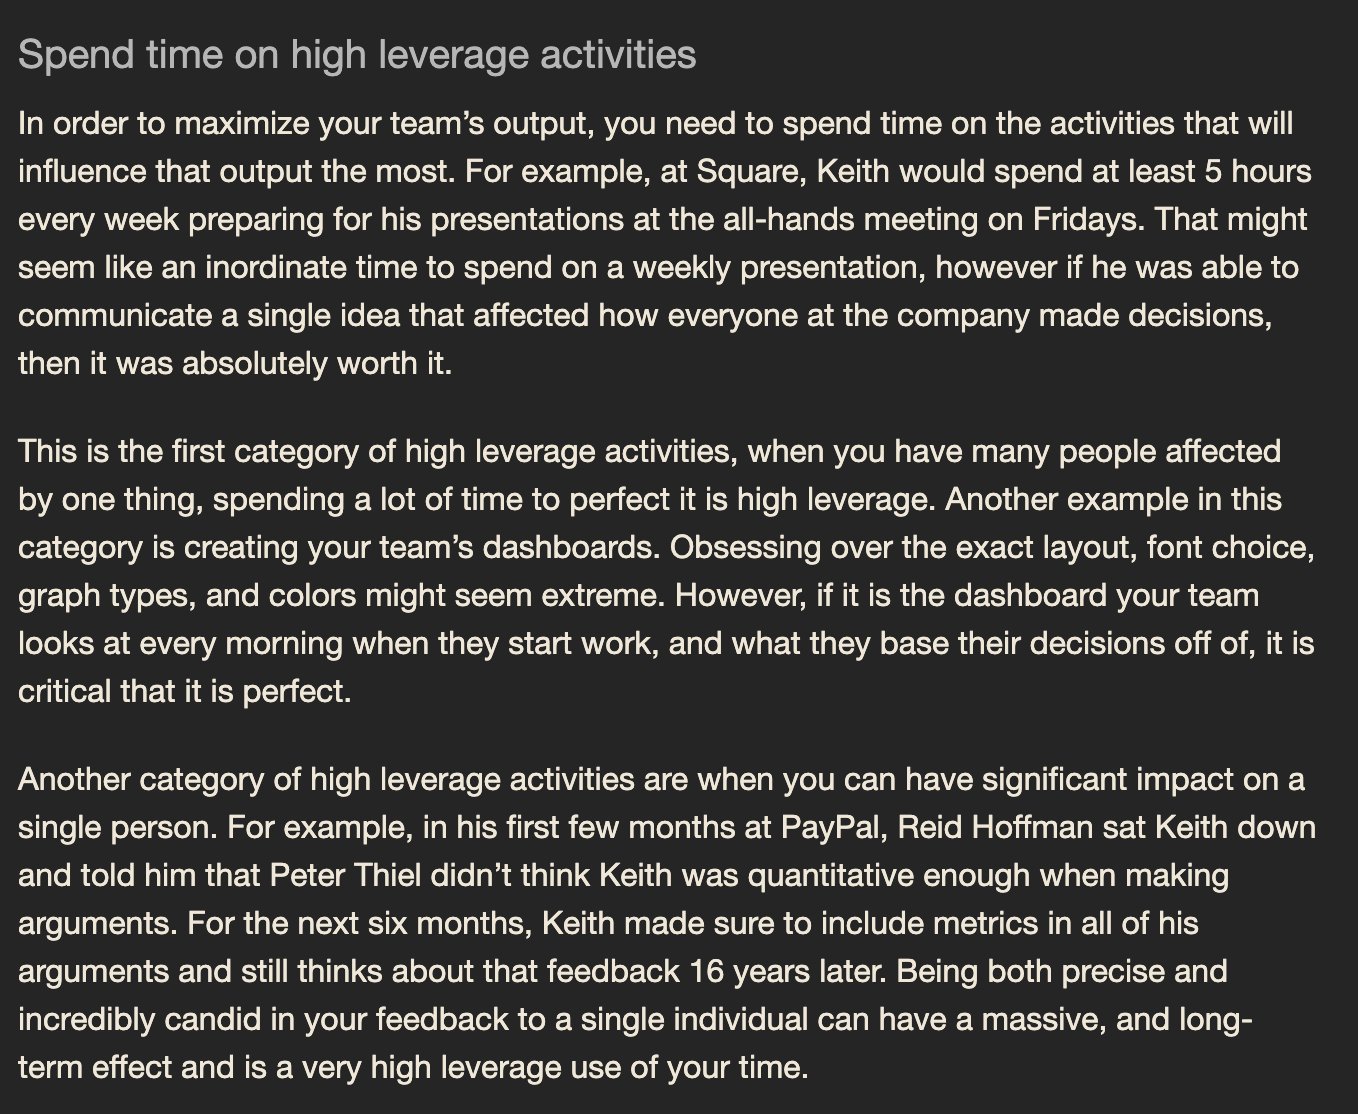 Spend time on high leverage activities
In order to maximize your team’s output, you need to spend time on the activities that will
influence that output the most. For example, at Square, Keith would spend at least 5 hours
every week preparing for his presentations at the all-hands meeting on Fridays. That might
seem like an inordinate time to spend on a weekly presentation, however if he was able to
communicate a single idea that affected how everyone at the company made decisions,
then it was absolutely worth it.
This is the first category of high leverage activities, when you have many people affected
by one thing, spending a lot of time to perfect it is high leverage. Another example in this
category is creating your team’s dashboards. Obsessing over the exact layout, font choice,
graph types, and colors might seem extreme. However, if it is the dashboard your team
looks at every morning when they start work, and what they base their decisions off of, it is
critical that it is perfect.
Another category of high leverage activities are when you can have significant impact on a
single person. For example, in his first few months at PayPal, Reid Hoffman sat Keith down
and told him that Peter Thiel didn’t think Keith was quantitative enough when making
arguments. For the next six months, Keith made sure to include metrics in all of his
arguments and still thinks about that feedback 16 years later. Being both precise and
incredibly candid in your feedback to a single individual can have a massive, and long-
term effect and is a very high leverage use of your time.